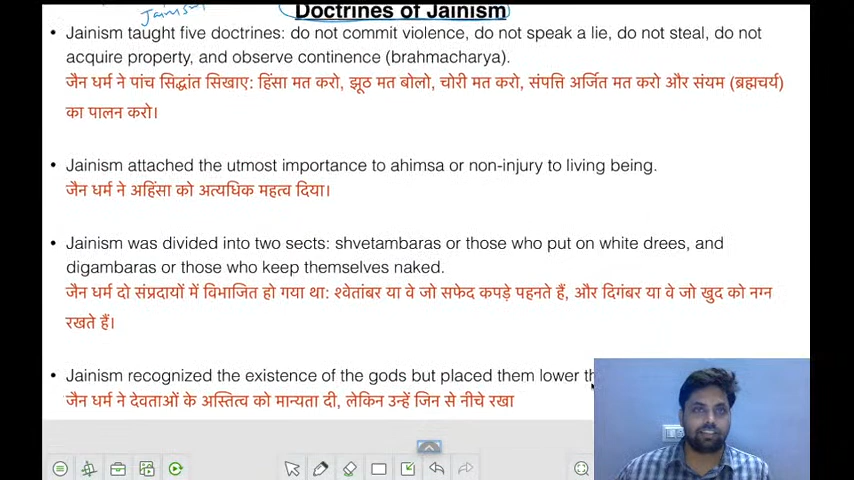 Jainism
Doctrines of Jainism
• Jainism taught five doctrines: do not commit violence, do not speak a lie, do not steal, do not
acquire property, and observe continence (brahmacharya).
जैन धर्म ने पांच सिद्धांत सिखाए: हिंसा मत करो, झूठ मत बोलो, चोरी मत करो, संपत्ति अर्जित मत करो और संयम (ब्रह्मचर्य)
का पालन करो।
• Jainism attached the utmost importance to ahimsa or non-injury to living being.
जैन धर्म ने अहिंसा को अत्यधिक महत्व दिया।
• Jainism was divided into two sects: shvetambaras or those who put on white drees, and
digambaras or those who keep themselves naked.
जैन धर्म दो संप्रदायों में विभाजित हो गया था: श्वेतांबर या वे जो सफेद कपड़े पहनते हैं, और दिगंबर या वे जो खुद को नग्न
रखते हैं।
• Jainism recognized the existence of the gods but placed them lower
जैन धर्म ने देवताओं के अस्तित्व को मान्यता दी, लेकिन उन्हें जिन से नीचे रखा